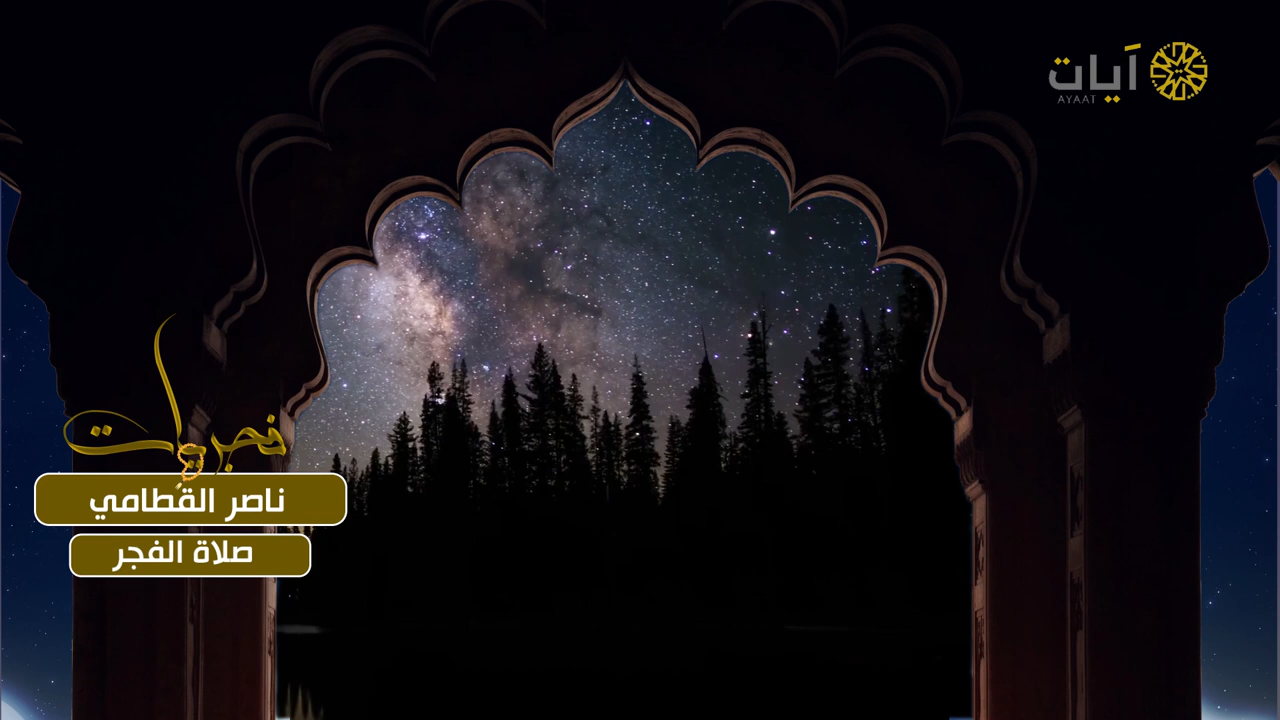 آيات
AYAAT
فجريات
ناصر القطامي
صلاة الفجر